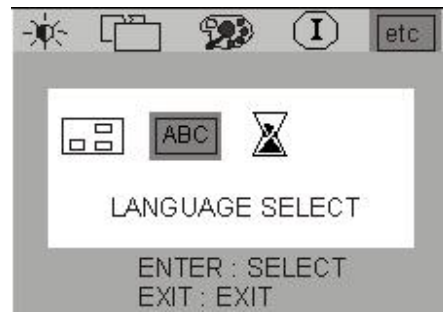 I etc
ABC
LANGUAGE SELECT
ENTER : SELECT
EXIT : EXIT